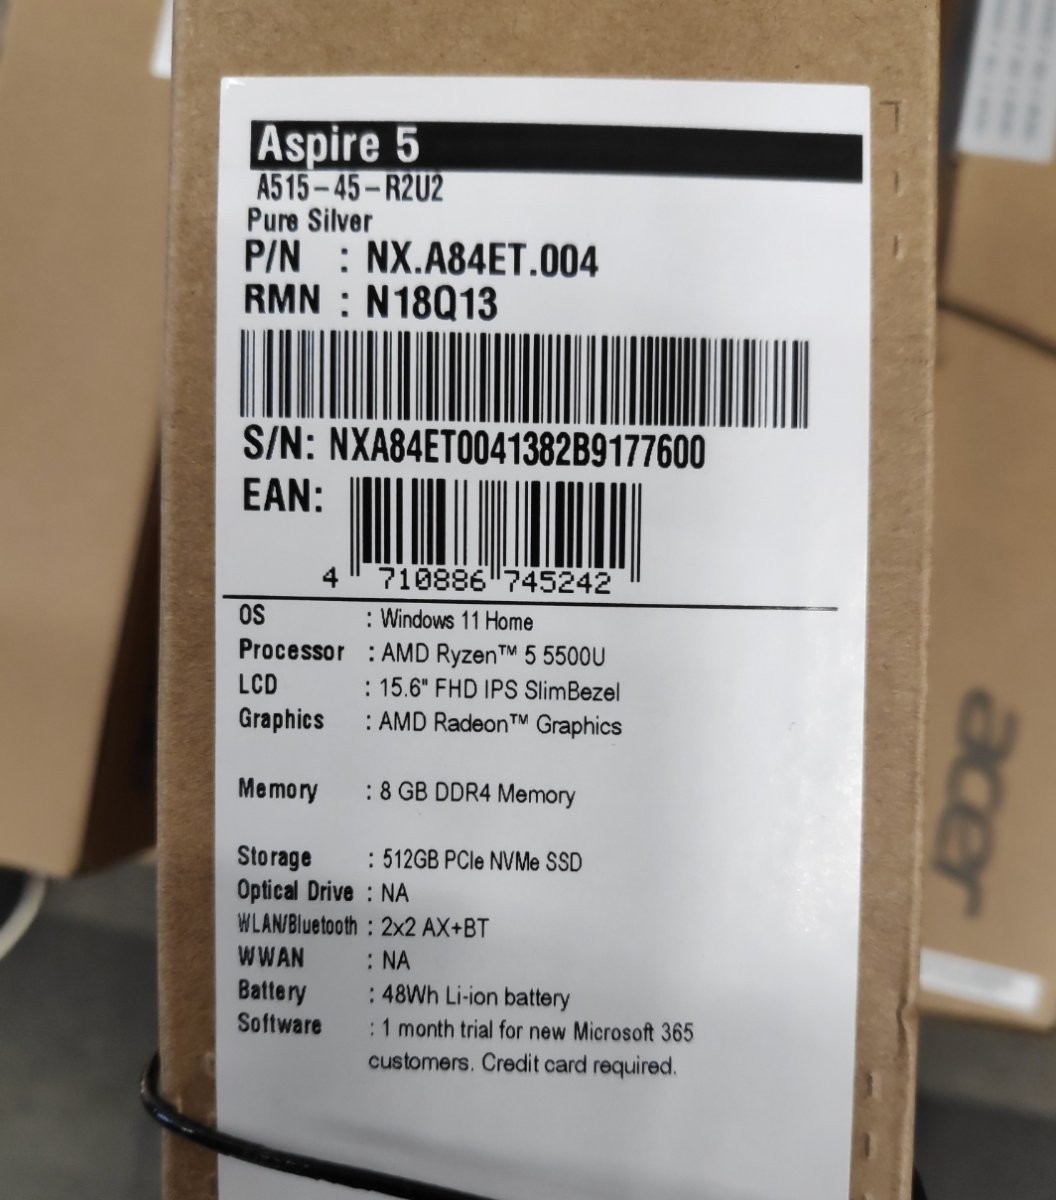 Aspire 5
A515-45-R2U2
Pure Silver
P/N : NX.A84ET.004
RMN : N18Q13
S/N: NXA84ET0041382B9177600
EAN:
4 710886 745242
OS : Windows 11 Home
Processor : AMD Ryzen™ 5 5500U
LCD : 15.6" FHD IPS SlimBezel
Graphics : AMD Radeon™ Graphics
Memory : 8 GB DDR4 Memory
Storage : 512GB PCIe NVMe SSD
Optical Drive : NA
WLAN/Bluetooth : 2x2 AX+BT
WWAN : NA
Battery : 48Wh Li-ion battery
Software : 1 month trial for new Microsoft 365
customers. Credit card required.
acer